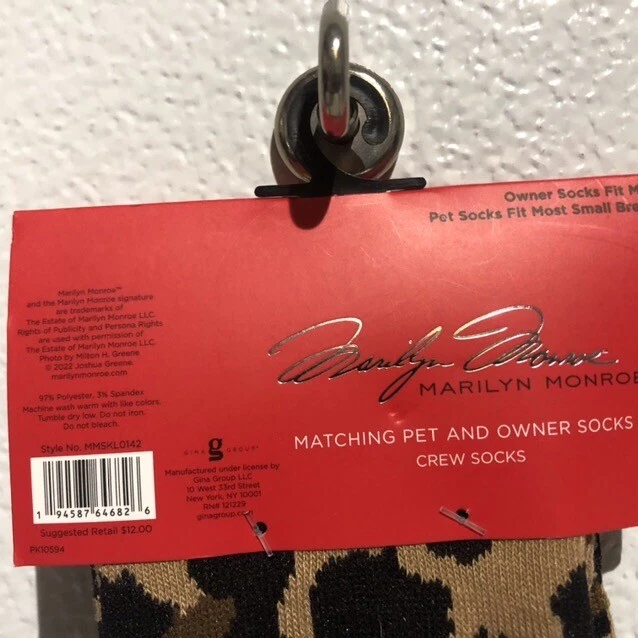 Owner Socks Fit M
Pet Socks Fit Most Small Bre
Marilyn Monroe™
and the Marilyn Monroe signature
are trademarks of
The Estate of Marilyn Monroe LLC.
Rights of Publicity and Persona Rights
are used with permission of
The Estate of Marilyn Monroe LLC.
Photo by Milton H. Greene
© 2022 Joshua Greene.
marilynmonroe.com
97% Polyester, 3% Spandex
Machine wash warm with like colors.
Tumble dry low. Do not iron.
Do not bleach.
Style No. MMSKL0142
1 94587 64682 6
Suggested Retail $12.00
PK10594
GINA g GROUP
Manufactured under license by
Gina Group LLC
10 West 33rd Street
New York, NY 10001
RN# 121229
ginagroup.co
Marilyn Monroe
MARILYN MONROE
MATCHING PET AND OWNER SOCKS
CREW SOCKS